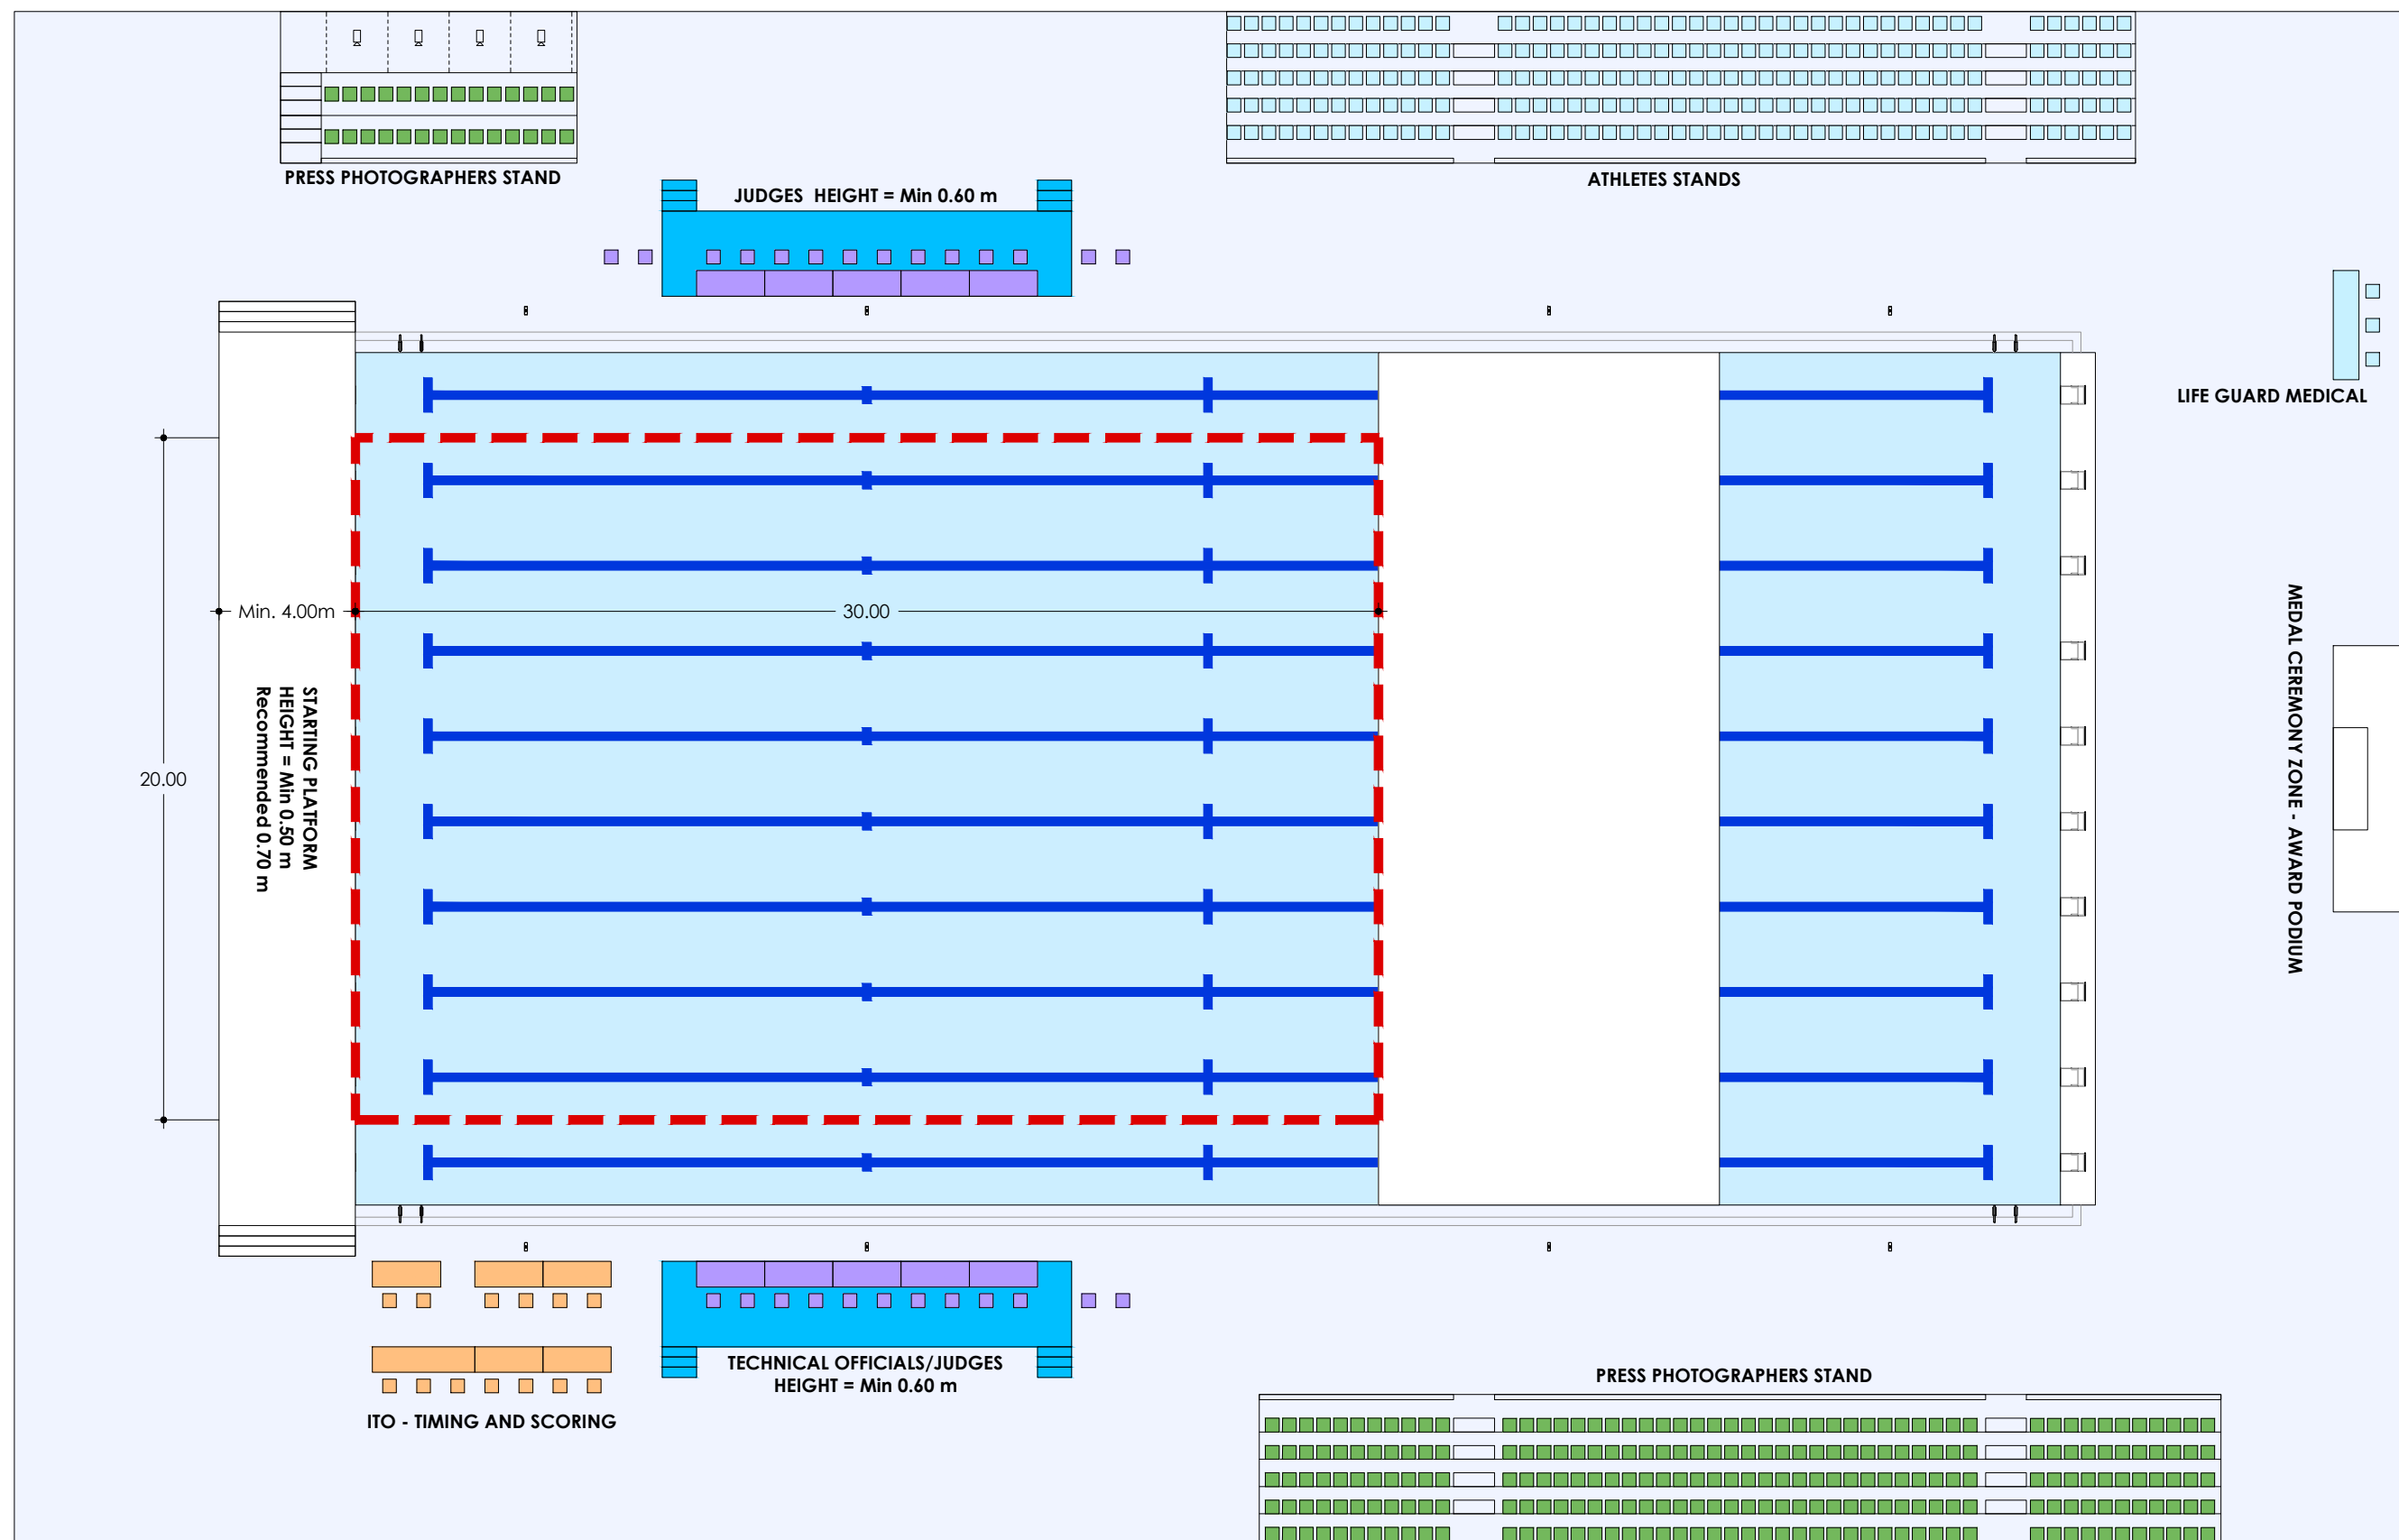 PRESS PHOTOGRAPHERS STAND
ATHLETES STANDS
JUDGES  HEIGHT = Min 0.60 m
LIFE GUARD MEDICAL
Min. 4.00m
30.00
20.00
STARTING PLATFORM
HEIGHT = Min 0.50 m
Recommended 0.70 m
MEDAL CEREMONY ZONE - AWARD PODIUM
TECHNICAL OFFICIALS/JUDGES
HEIGHT = Min 0.60 m
ITO - TIMING AND SCORING
PRESS PHOTOGRAPHERS STAND